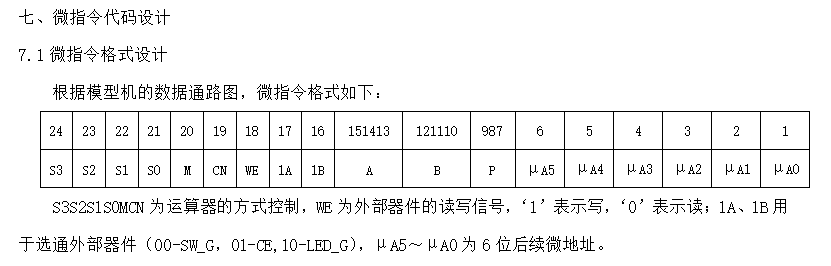 七、微指令代码设计
7.1 微指令格式设计
根据模型机的数据通路图，微指令格式如下：
24 23 22 21 20 19 18 17 16 151413 121110 987 6 5 4 3 2 1
S3 S2 S1 S0 M CN WE 1A 1B A B P μA5 μA4 μA3 μA2 μA1 μA0
S3S2S1S0MCN 为运算器的方式控制，WE 为外部器件的读写信号，‘1’表示写，‘0’表示读；1A、1B 用
于选通外部器件（00-SW_G，01-CE,10-LED_G），μA5～μA0 为 6 位后续微地址。